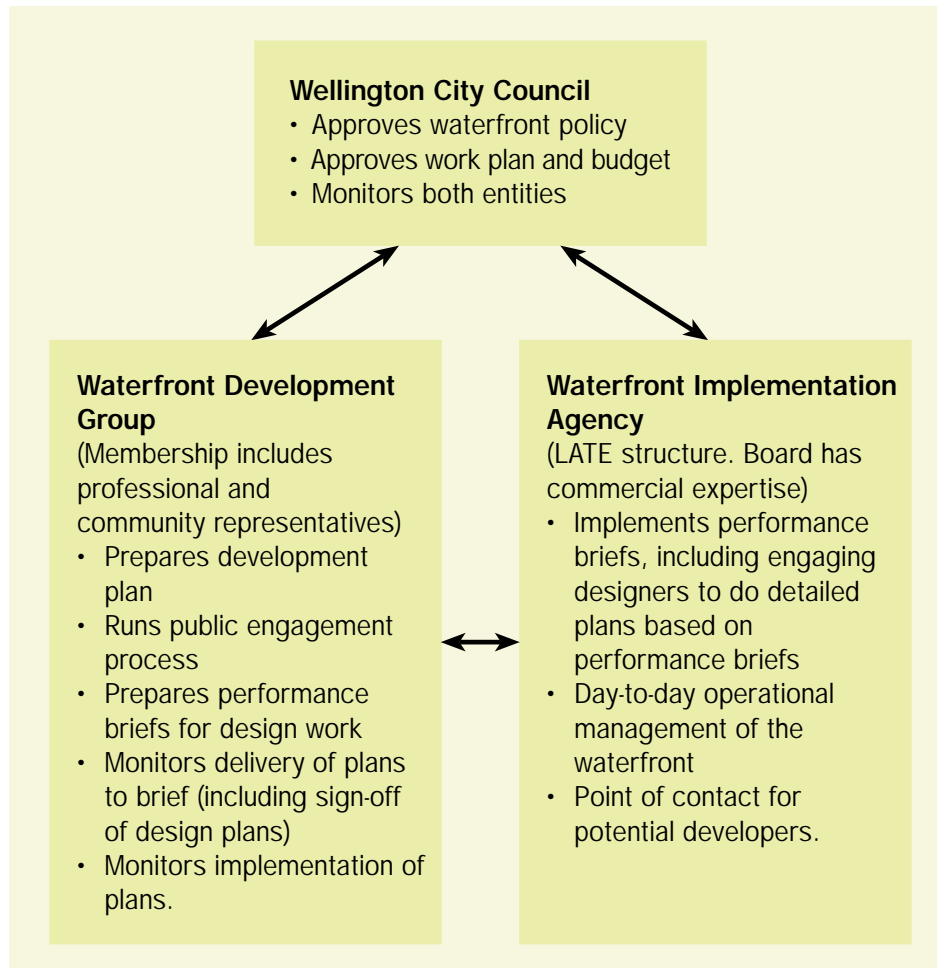 Wellington City Council
• Approves waterfront policy
• Approves work plan and budget
• Monitors both entities
Waterfront Development
Group
(Membership includes
professional and
community representatives)
• Prepares development
plan
• Runs public engagement
process
• Prepares performance
briefs for design work
• Monitors delivery of plans
to brief (including sign-off
of design plans)
• Monitors implementation of
plans.
Waterfront Implementation
Agency
(LATE structure. Board has
commercial expertise)
• Implements performance
briefs, including engaging
designers to do detailed
plans based on
performance briefs
• Day-to-day operational
management of the
waterfront
• Point of contact for
potential developers.